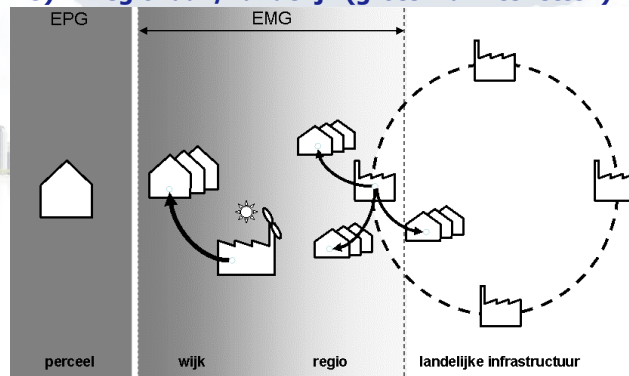 EPG
EMG
perceel
wijk
regio
landelijke infrastructuur